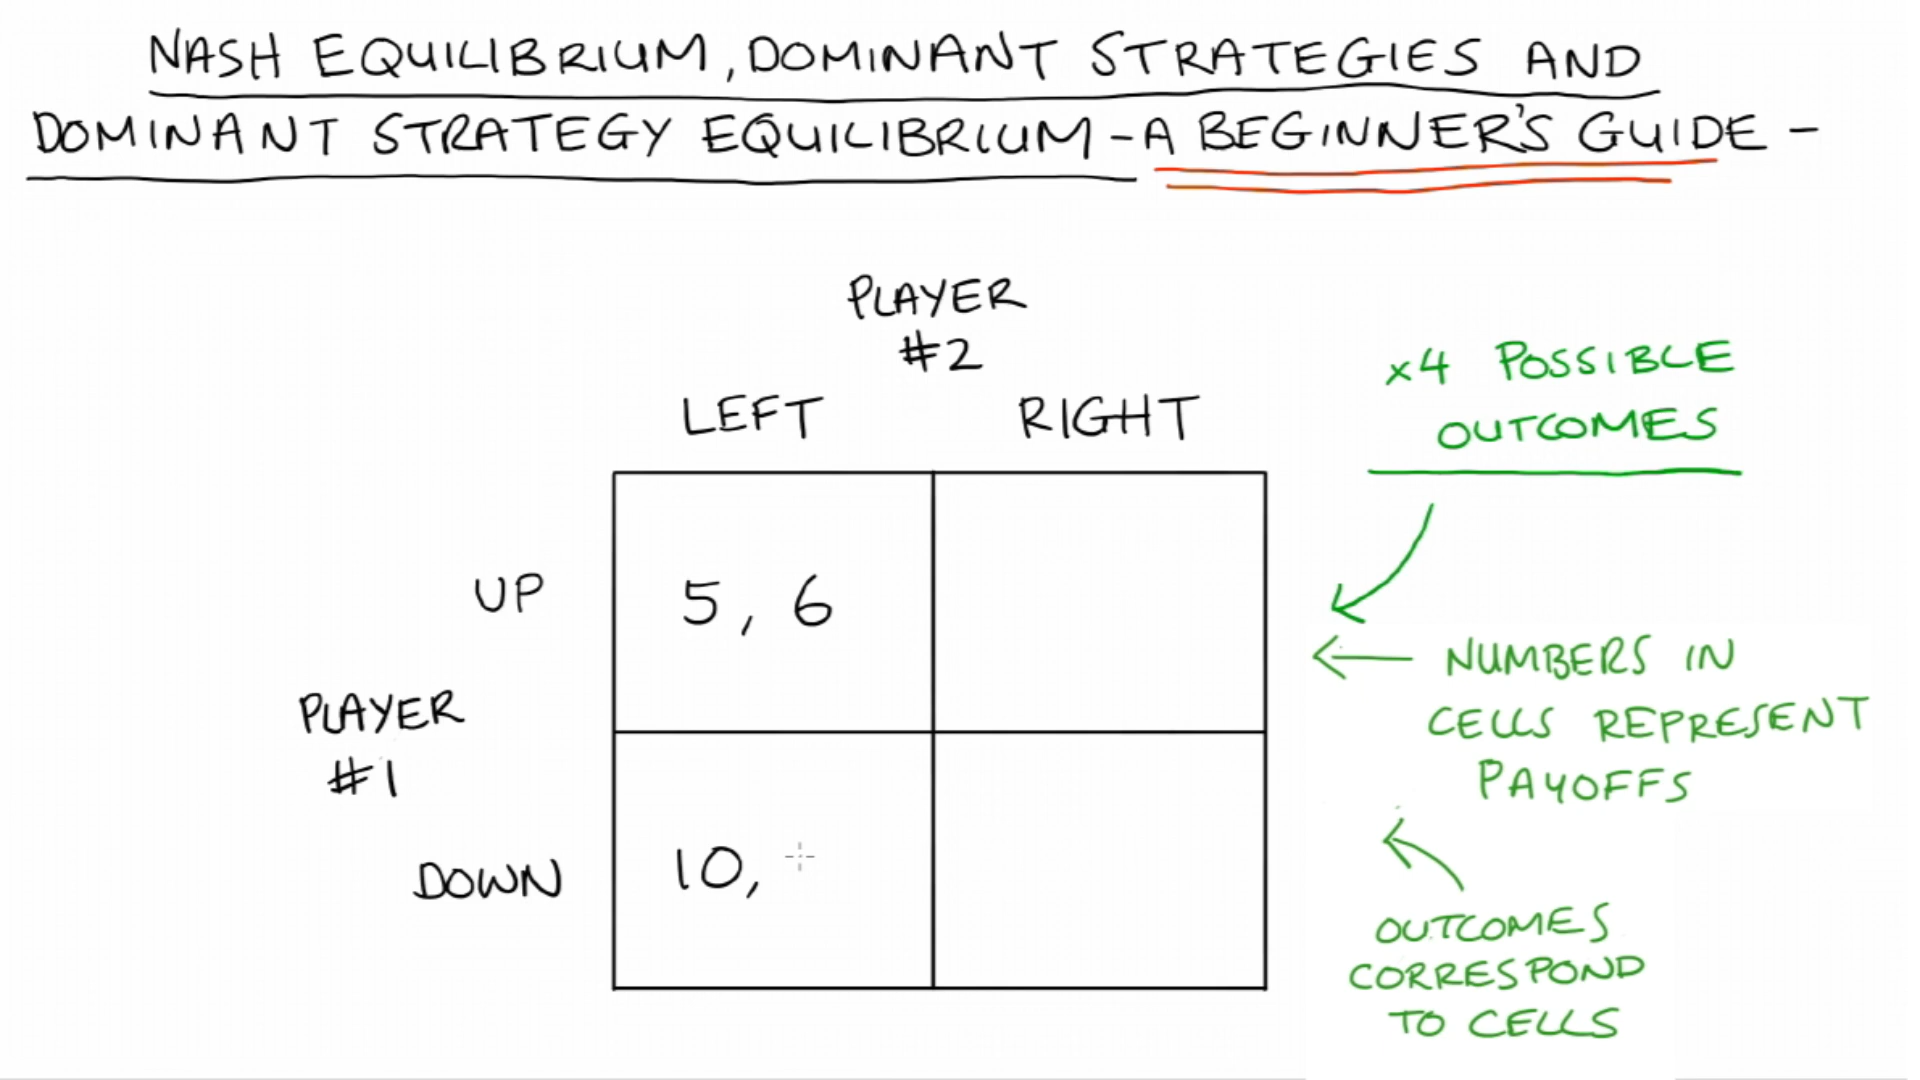 NASH EQUILIBRIUM, DOMINANT STRATEGIES AND
DOMINANT STRATEGY EQUILIBRIUM - A BEGINNER'S GUIDE -
PLAYER
#2
LEFT RIGHT
x4 POSSIBLE
OUTCOMES
UP
5, 6
NUMBERS IN
CELLS REPRESENT
PAYOFFS
PLAYER
#1
DOWN
10,
OUTCOMES
CORRESPOND
TO CELLS